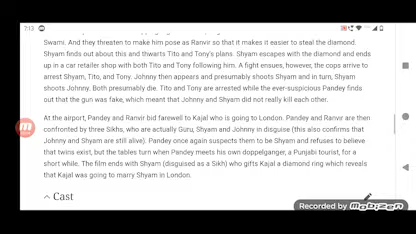 7:13
Swami. And they threaten to make him pose as Ranvir so that it makes it easier to steal the diamond.
Shyam finds out about this and thwarts Tito and Tony's plans. Shyam escapes with the diamond and ends
up in a car retailer shop with both Tito and Tony following him. A fight ensues, however, the cops arrive to
arrest Shyam, Tito, and Tony. Johnny then appears and presumably shoots Shyam and in turn, Shyam
shoots Johnny. Both presumably die. Tito and Tony are arrested while the ever-suspicious Pandey finds
out that the gun was fake, which meant that Johnny and Shyam did not really kill each other.
At the airport, Pandey and Ranvir bid farewell to Kajal who is going to London. Pandey and Ranvir are then
confronted by three Sikhs, who are actually Guru, Shyam and Johnny in disguise (this also confirms that
Johnny and Shyam are still alive). Pandey once again suspects them to be Shyam and refuses to believe
that twins exist, but the tables turn when Pandey meets his own doppelganger, a Punjabi tourist, for a
short while. The film ends with Shyam (disguised as a Sikh) who gifts Kajal a diamond ring which reveals
that Kajal was going to marry Shyam in London.
Cast
Recorded by Mobizen